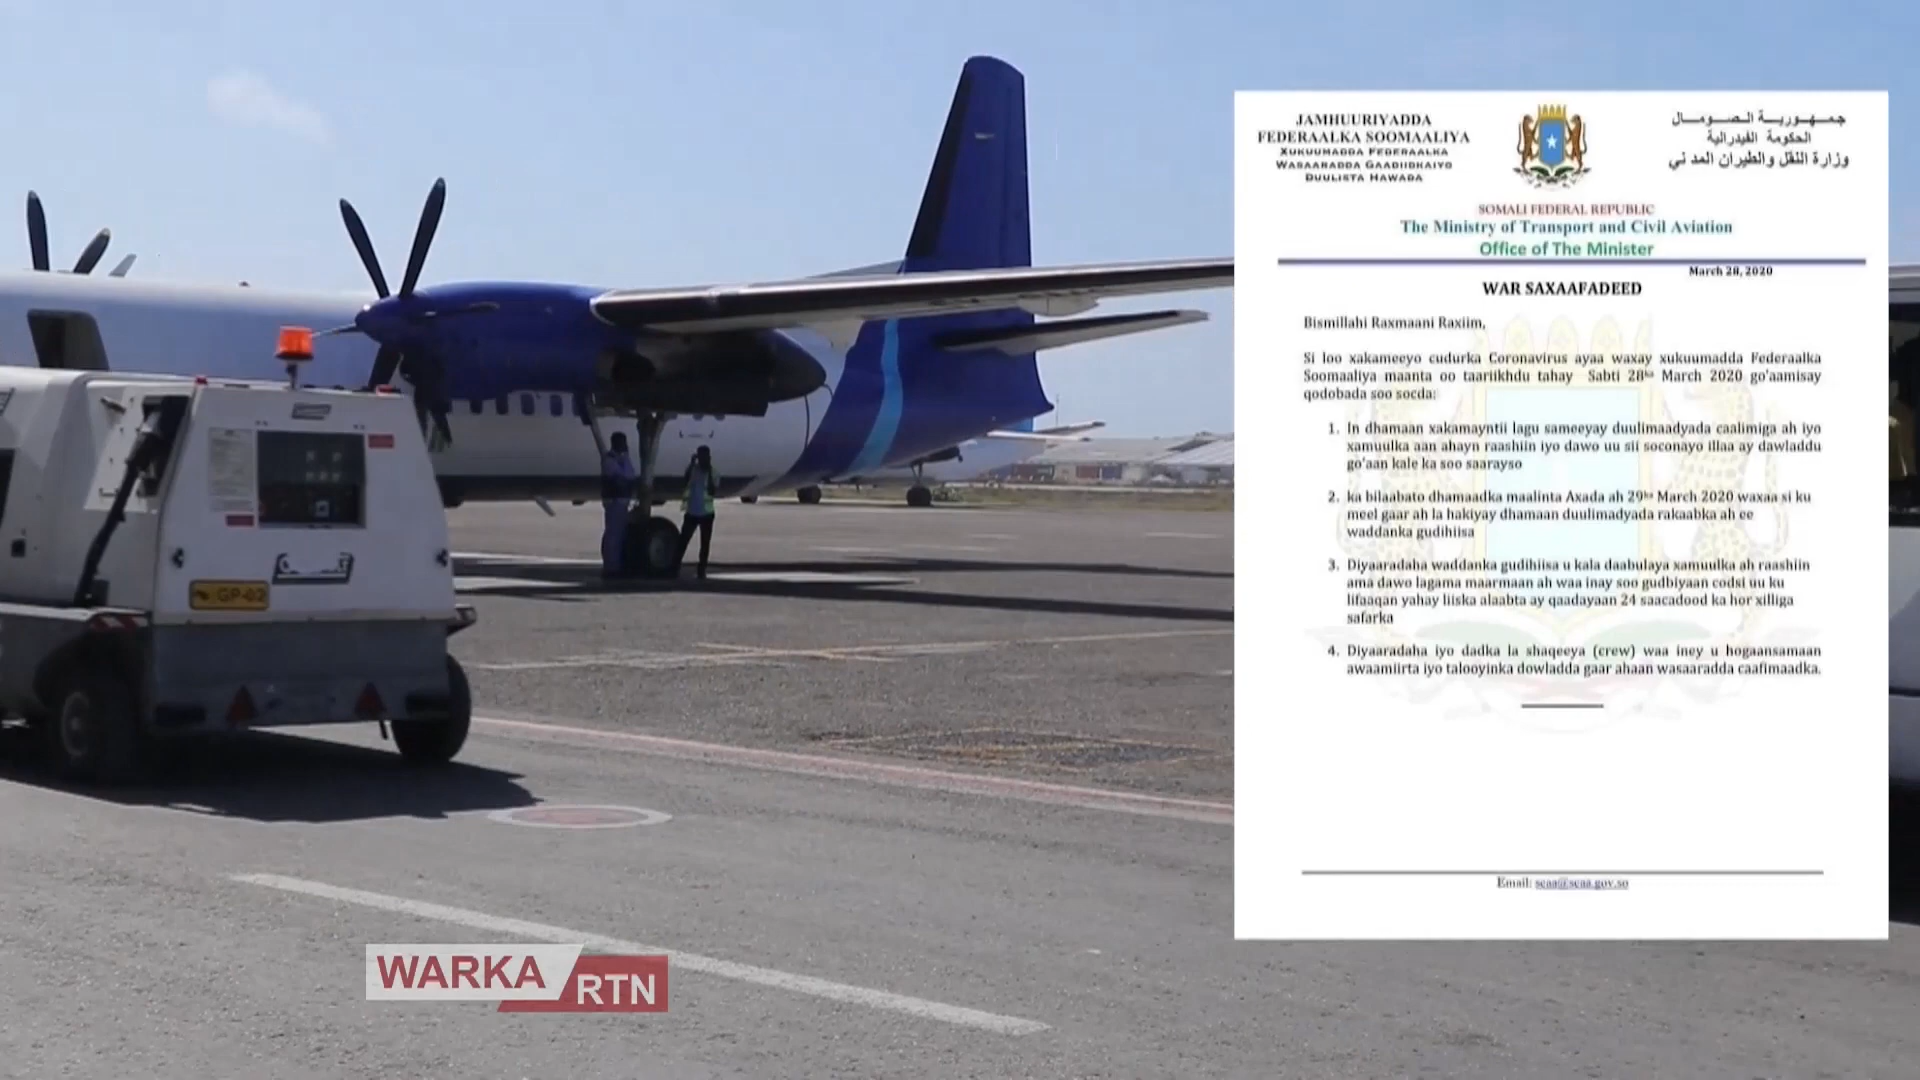 JAMHUURIYADDA
FEDERAALKA SOOMAALIYA
XUKUUMADDA FEDERAALKA
WASAARADDA GAADIIDKAIYO
DUULISTA HAWADA
جمهورية الصومال
الحكومة الفيدرالية
وزارة النقل والطيران المدني
SOMALI FEDERAL REPUBLIC
The Ministry of Transport and Civil Aviation
Office of The Minister
March 28, 2020
WAR SAXAAFADEED
Bismillahi Raxmaani Raxiim,
Si loo xakameeyo cudurka Coronavirus ayaa waxay xukuumadda Federaalka
Soomaaliya maanta oo taariikhdu tahay Sabti 28ka March 2020 go'aamisay
qodobada soo socda:
1. In dhamaan xakamayntii lagu sameeyay duulimaadyada caalimiga ah iyo
xamuulka aan ahayn raashiin iyo dawo uu sii soconayo illaa ay dawladdu
go'aan kale ka soo saarayso
2. ka bilaabato dhamaadka maalinta Axada ah 29ka March 2020 waxaa si ku
meel gaar ah la hakiyay dhamaan duulimadyada rakaabka ah ee
waddanka gudihiisa
3. Diyaaradaha waddanka gudihiisa u kala daabulaya xamuulka ah raashiin
ama dawo lagama maarmaan ah waa inay soo gudbiyaan codsi uu ku
lifaaqan yahay liiska alaabta ay qaadayaan 24 saacadood ka hor xilliga
safarka
4. Diyaaradaha iyo dadka la shaqeeya (crew) waa iney u hogaansamaan
awaamiirta iyo talooyinka dowladda gaar ahaan wasaaradda caafimaadka.
Email: scaa@scaa.gov.so
GP-02
WARKA
RTN